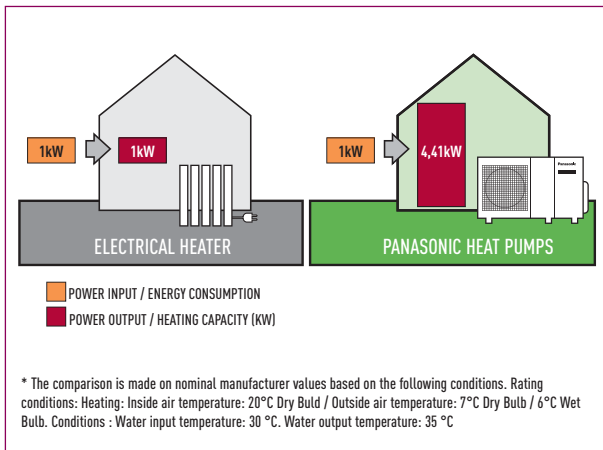 1kW
1kW
1kW
4,41kW
Panasonic
ELECTRICAL HEATER
PANASONIC HEAT PUMPS
POWER INPUT / ENERGY CONSUMPTION
POWER OUTPUT / HEATING CAPACITY (KW)
* The comparison is made on nominal manufacturer values based on the following conditions. Rating
conditions: Heating: Inside air temperature: 20°C Dry Buld / Outside air temperature: 7°C Dry Bulb / 6°C Wet
Bulb. Conditions : Water input temperature: 30 °C. Water output temperature: 35 °C